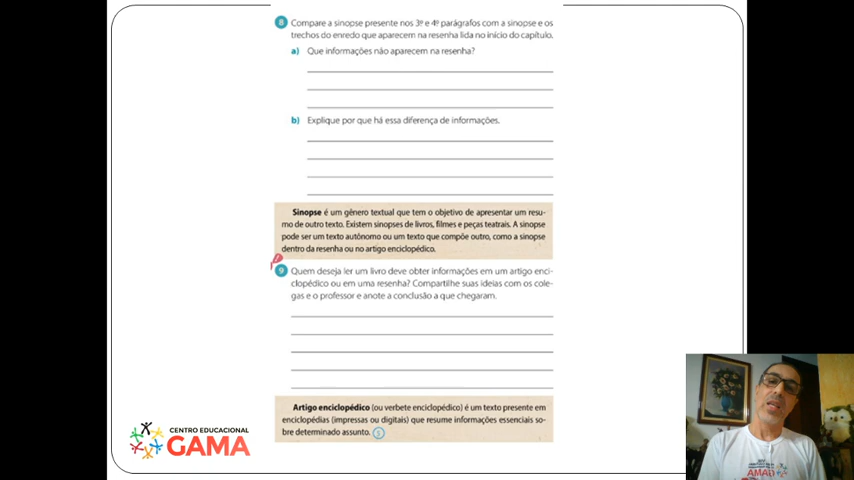 8 Compare a sinopse presente nos 3º e 4º parágrafos com a sinopse e os
trechos do enredo que aparecem na resenha lida no início do capítulo.
a) Que informações não aparecem na resenha?
b) Explique por que há essa diferença de informações.
Sinopse é um gênero textual que tem o objetivo de apresentar um resu-
mo de outro texto. Existem sinopses de livros, filmes e peças teatrais. A sinopse
pode ser um texto autônomo ou um texto que compõe outro, como a sinopse
dentro da resenha ou no artigo enciclopédico.
9 Quem deseja ler um livro deve obter informações em um artigo enci-
clopédico ou em uma resenha? Compartilhe suas ideias com os cole-
gas e o professor e anote a conclusão a que chegaram.
Artigo enciclopédico (ou verbete enciclopédico) é um texto presente em
enciclopédias (impressas ou digitais) que resume informações essenciais so-
bre determinado assunto.
CENTRO EDUCACIONAL
GAMA